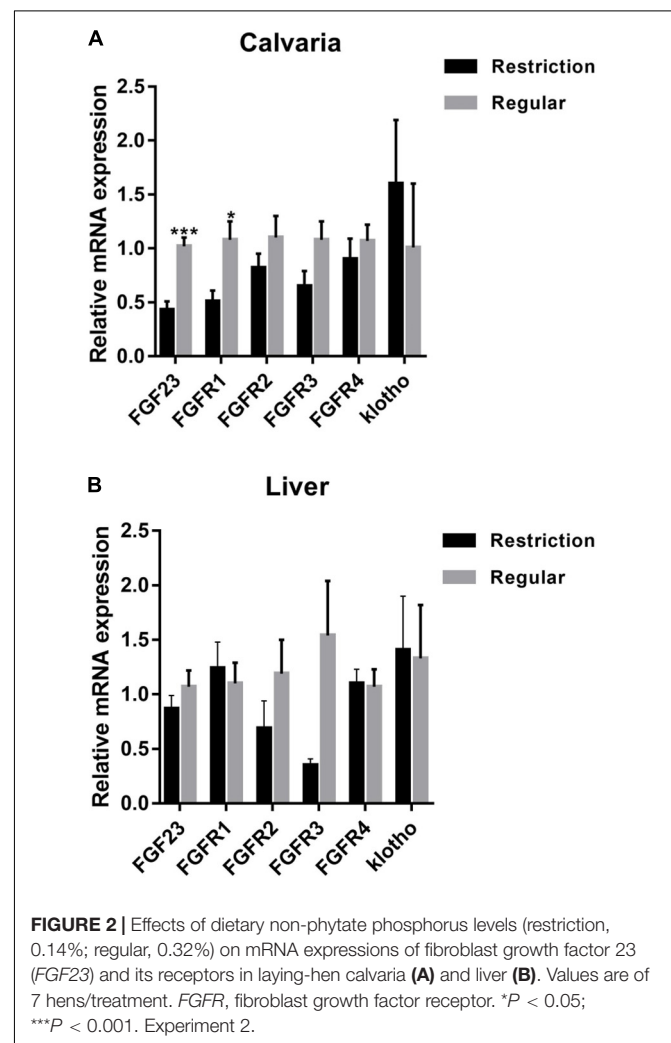 A
Calvaria
Restriction
Regular
Relative mRNA expression
2.5
2.0
1.5
1.0
0.5
0.0
***
*
FGF23
FGFR1
FGFR2
FGFR3
FGFR4
klotho
B
Liver
Restriction
Regular
Relative mRNA expression
2.5
2.0
1.5
1.0
0.5
0.0
FGF23
FGFR1
FGFR2
FGFR3
FGFR4
klotho
FIGURE 2 | Effects of dietary non-phytate phosphorus levels (restriction,
0.14%; regular, 0.32%) on mRNA expressions of fibroblast growth factor 23
(FGF23) and its receptors in laying-hen calvaria (A) and liver (B). Values are of
7 hens/treatment. FGFR, fibroblast growth factor receptor. *P < 0.05;
***P < 0.001. Experiment 2.